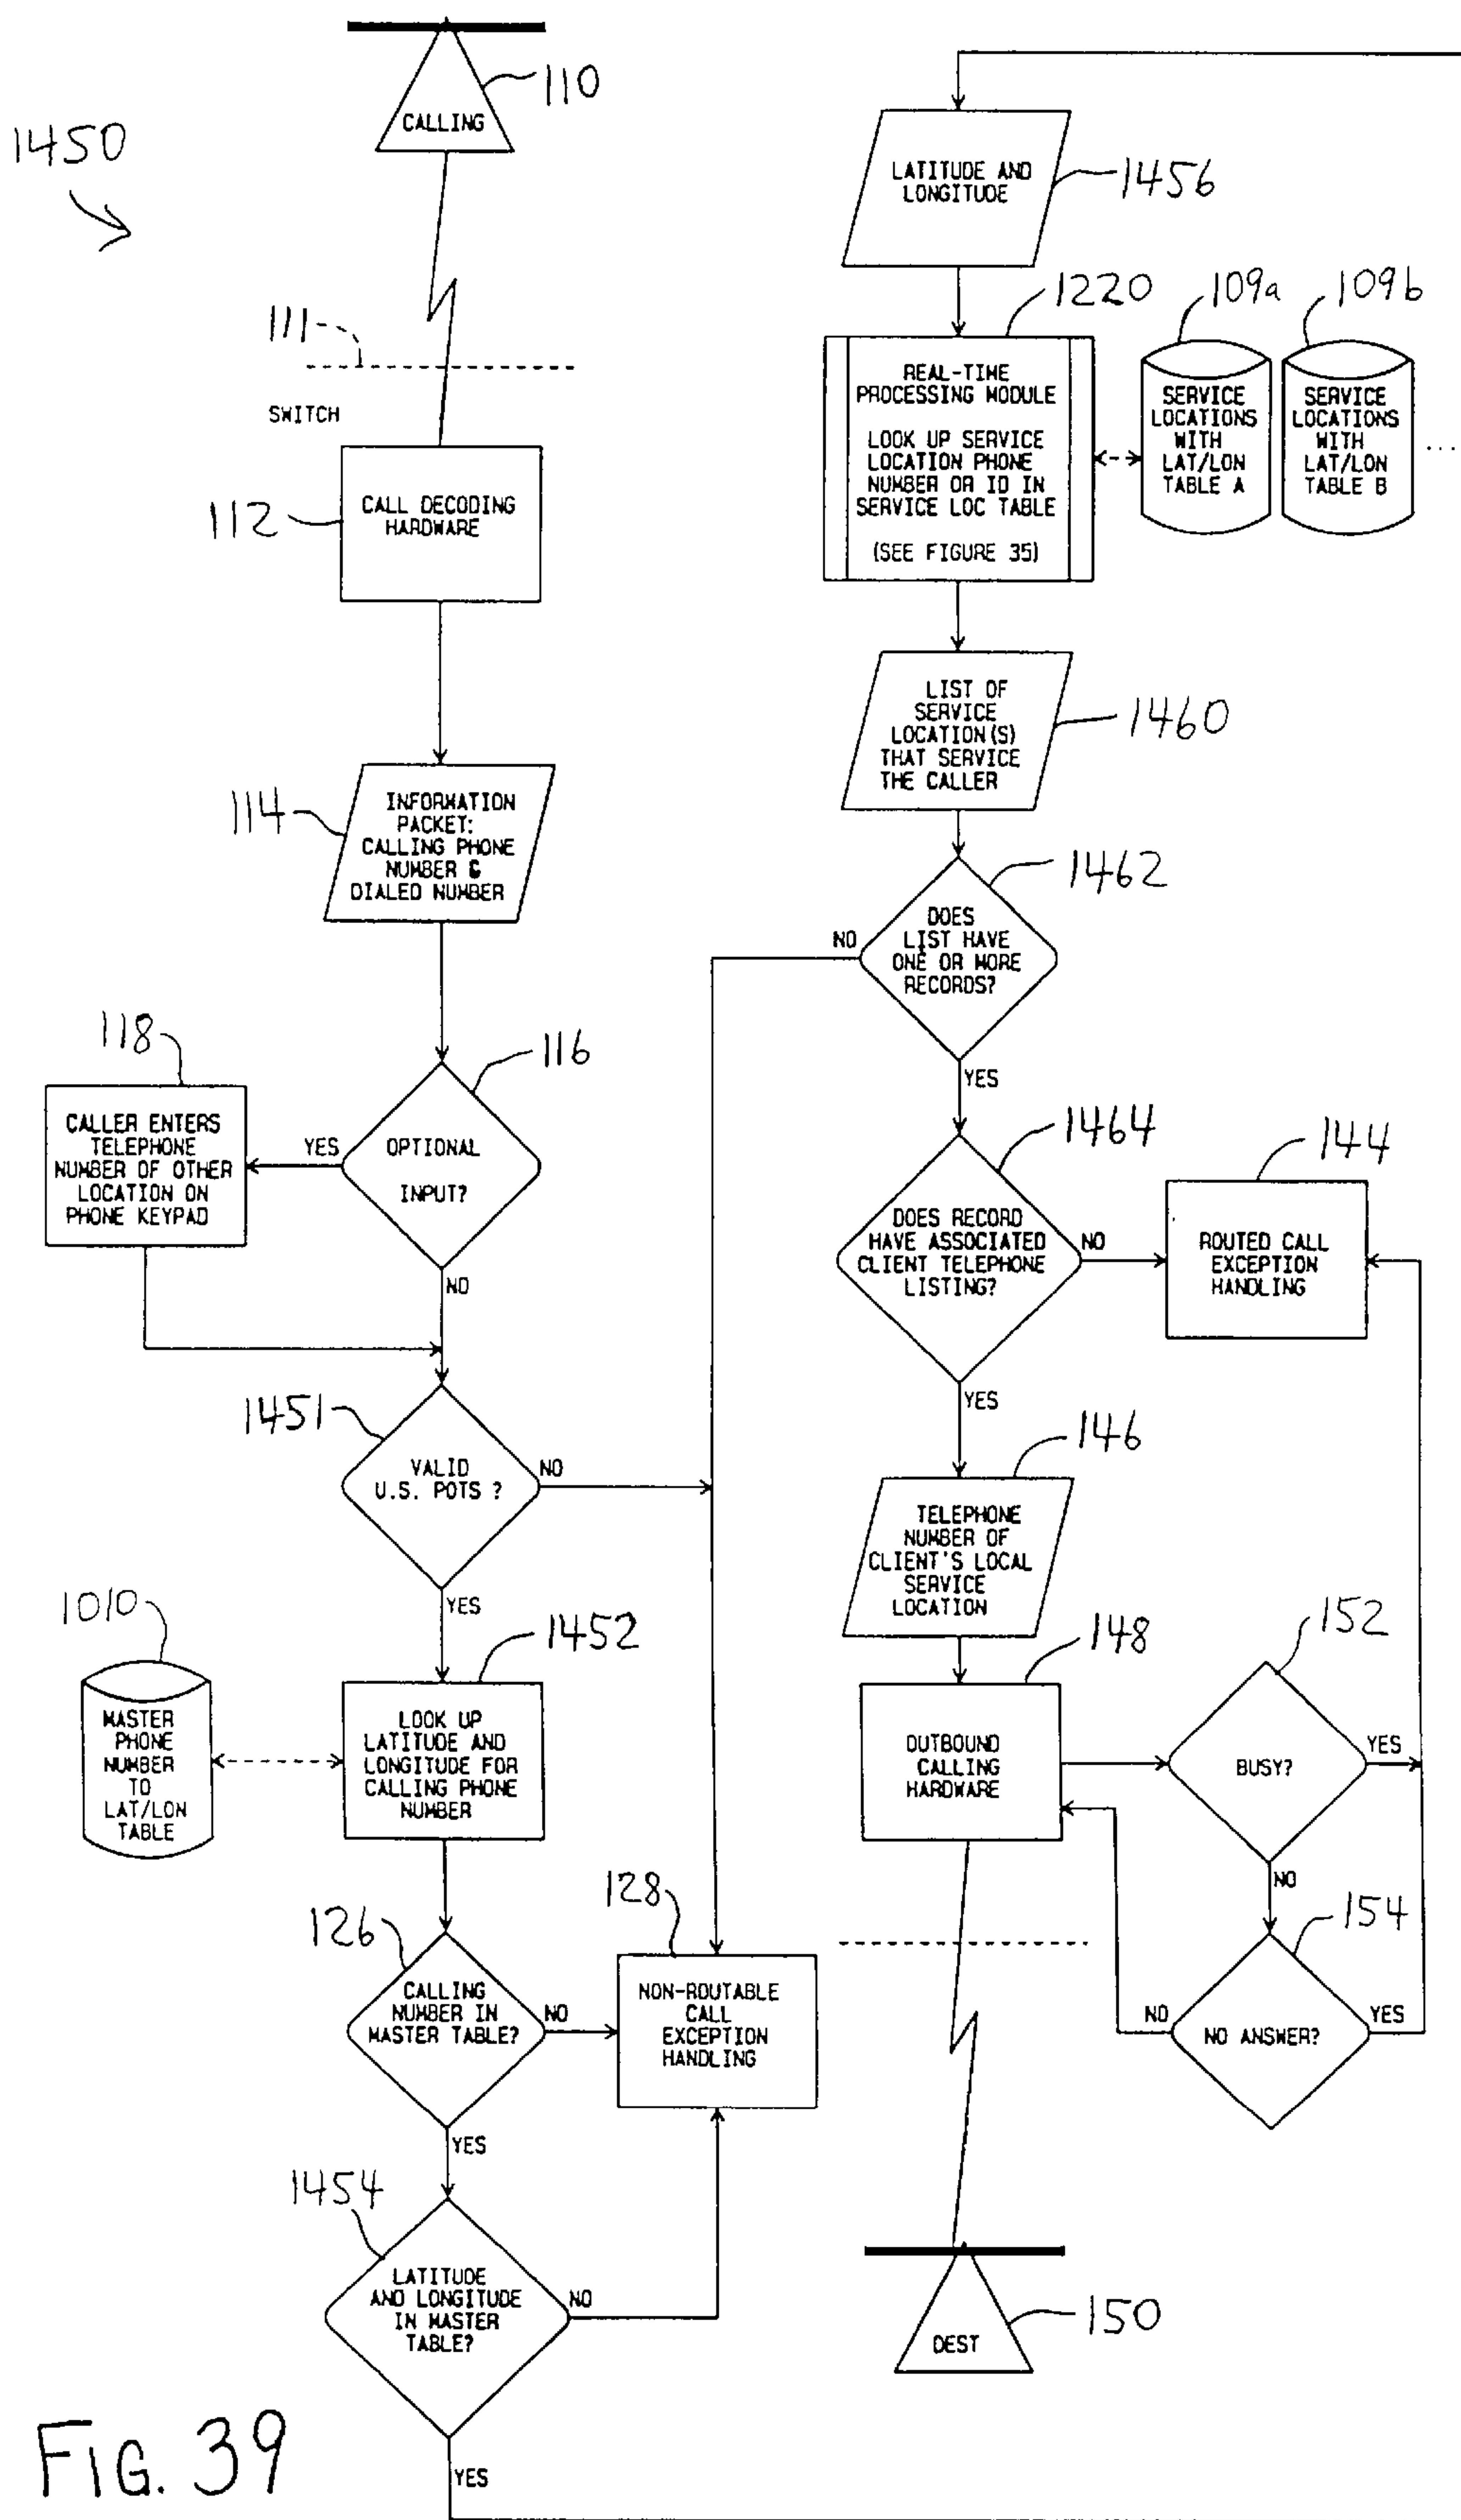 1450
110
CALLING
111
SWITCH
112
CALL DECODING
HARDWARE
114
INFORMATION
PACKET:
CALLING PHONE
NUMBER &
DIALED NUMBER
118
116
CALLER ENTERS
TELEPHONE
NUMBER OF OTHER
LOCATION ON
PHONE KEYPAD
YES
OPTIONAL
INPUT?
NO
1451
VALID
U.S. POTS ?
NO
YES
1010
1452
MASTER
PHONE
NUMBER
TO
LAT/LON
TABLE
LOOK UP
LATITUDE AND
LONGITUDE FOR
CALLING PHONE
NUMBER
126
CALLING
NUMBER IN
MASTER TABLE?
NO
128
NON-ROUTABLE
CALL
EXCEPTION
HANDLING
YES
1454
LATITUDE
AND LONGITUDE
IN MASTER
TABLE?
NO
YES
LATITUDE AND
LONGITUDE
1456
1220
109a
109b
REAL-TIME
PROCESSING MODULE
LOOK UP SERVICE
LOCATION PHONE
NUMBER OR ID IN
SERVICE LOC TABLE
(SEE FIGURE 35)
SERVICE
LOCATIONS
WITH
LAT/LON
TABLE A
SERVICE
LOCATIONS
WITH
LAT/LON
TABLE B
...
LIST OF
SERVICE
LOCATION(S)
THAT SERVICE
THE CALLER
1460
1462
DOES
LIST HAVE
ONE OR MORE
RECORDS?
NO
YES
1464
DOES RECORD
HAVE ASSOCIATED
CLIENT TELEPHONE
LISTING?
NO
144
ROUTED CALL
EXCEPTION
HANDLING
YES
146
TELEPHONE
NUMBER OF
CLIENT'S LOCAL
SERVICE
LOCATION
148
OUTBOUND
CALLING
HARDWARE
152
BUSY?
YES
NO
154
NO ANSWER?
NO
YES
DEST
150
FIG. 39